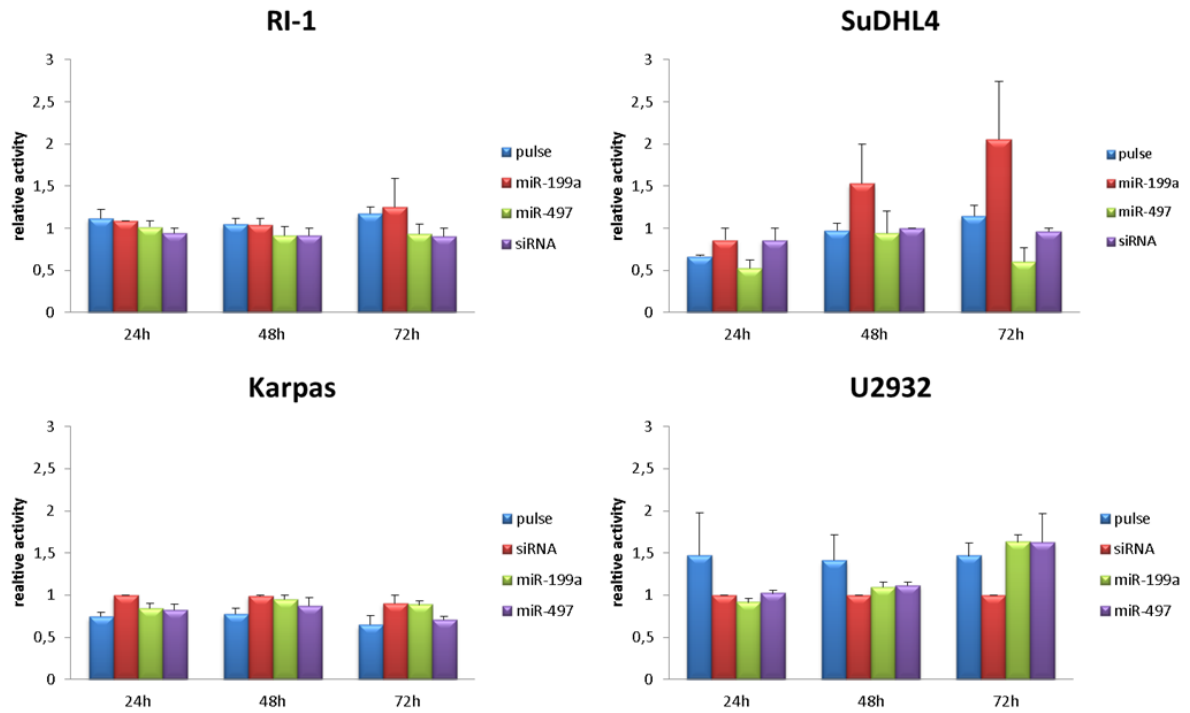 RI-1
3
2,5
2
1,5
1
0,5
0
relative activity
24h
48h
72h
pulse
miR-199a
miR-497
siRNA
SuDHL4
3
2,5
2
1,5
1
0,5
0
relative activity
24h
48h
72h
pulse
miR-199a
miR-497
siRNA
Karpas
3
2,5
2
1,5
1
0,5
0
realtive activity
24h
48h
72h
pulse
siRNA
miR-199a
miR-497
U2932
3
2,5
2
1,5
1
0,5
0
relative activity
24h
48h
72h
pulse
siRNA
miR-199a
miR-497